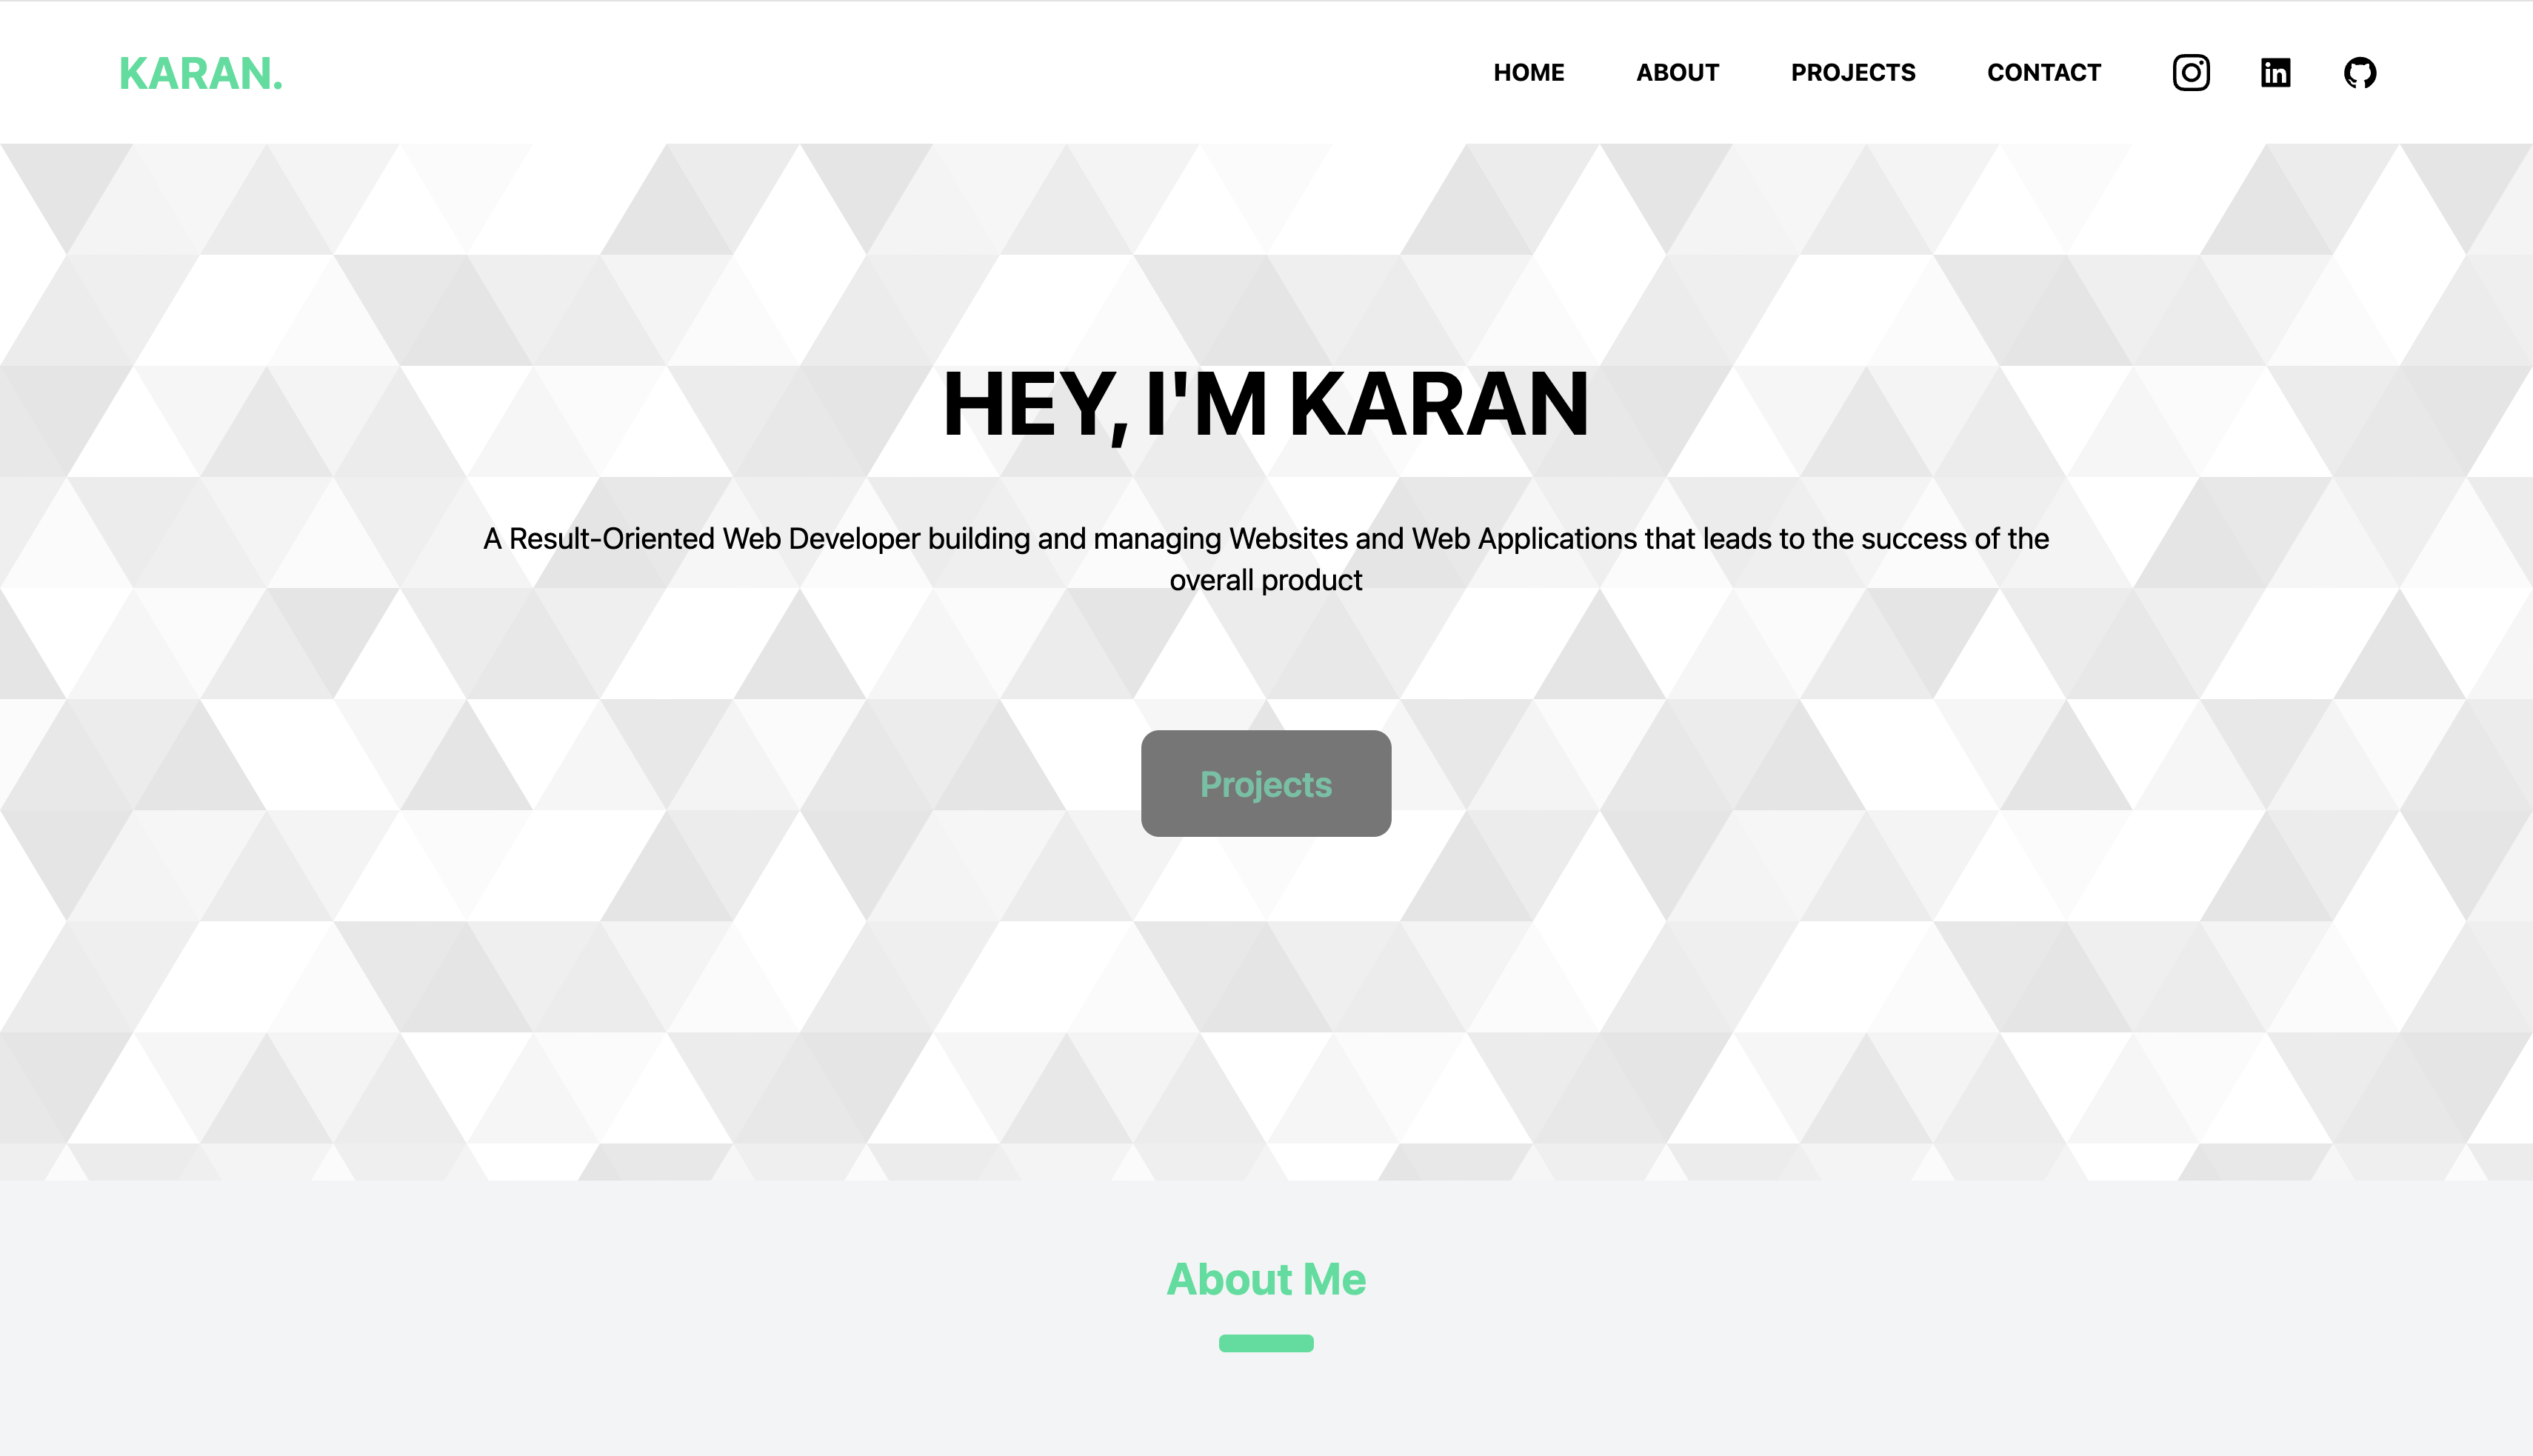 KARAN.
HOME
ABOUT
PROJECTS
CONTACT
HEY, I'M KARAN
A Result-Oriented Web Developer building and managing Websites and Web Applications that leads to the success of the
overall product
Projects
About Me